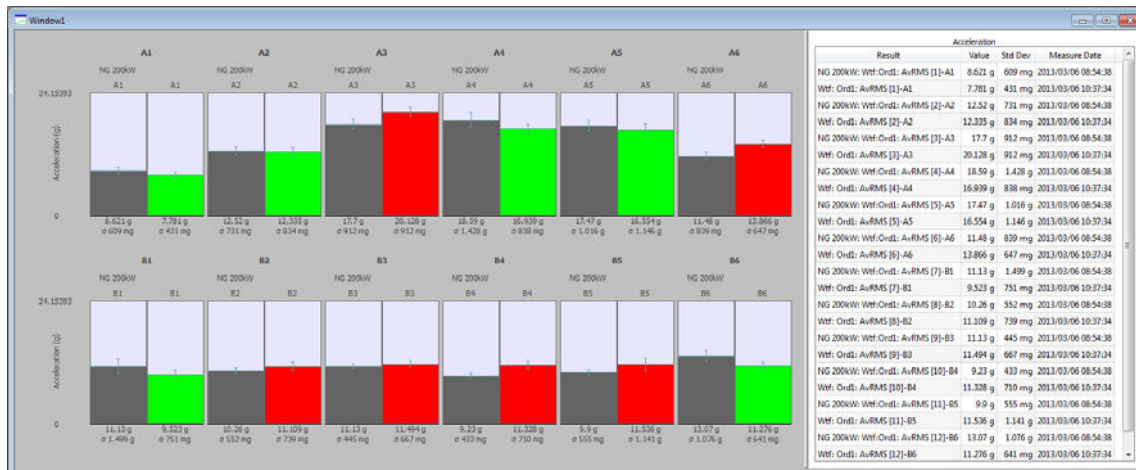 Window1
A1 A2 A3 A4 A5 A6
NG 200kW NG 200kW NG 200kW NG 200kW NG 200kW NG 200kW
A1 A1 A2 A2 A3 A3 A4 A4 A5 A5 A6 A6
24.15393
Acceleration (g)
0
8.621 g 7.781 g 12.52 g 12.335 g 17.7 g 20.128 g 18.59 g 16.939 g 17.47 g 16.554 g 11.48 g 13.866 g
σ 609 mg σ 431 mg σ 731 mg σ 834 mg σ 912 mg σ 912 mg σ 1.428 g σ 838 mg σ 1.016 g σ 1.146 g σ 839 mg σ 647 mg
B1 B2 B3 B4 B5 B6
NG 200kW NG 200kW NG 200kW NG 200kW NG 200kW NG 200kW
B1 B1 B2 B2 B3 B3 B4 B4 B5 B5 B6 B6
24.15393
Acceleration (g)
0
11.13 g 9.523 g 10.26 g 11.109 g 11.13 g 11.494 g 9.23 g 11.328 g 9.9 g 11.536 g 13.07 g 11.276 g
σ 1.499 g σ 751 mg σ 552 mg σ 739 mg σ 445 mg σ 667 mg σ 433 mg σ 710 mg σ 555 mg σ 1.141 g σ 1.076 g σ 641 mg
Acceleration
Result Value Std Dev Measure Date
NG 200kW: Wtf:Ord1: AvRMS [1]-A1 8.621 g 609 mg 2013/03/06 08:54:38
Wtf: Ord1: AvRMS [1]-A1 7.781 g 431 mg 2013/03/06 10:37:34
NG 200kW: Wtf:Ord1: AvRMS [2]-A2 12.52 g 731 mg 2013/03/06 08:54:38
Wtf: Ord1: AvRMS [2]-A2 12.335 g 834 mg 2013/03/06 10:37:34
NG 200kW: Wtf:Ord1: AvRMS [3]-A3 17.7 g 912 mg 2013/03/06 08:54:38
Wtf: Ord1: AvRMS [3]-A3 20.128 g 912 mg 2013/03/06 10:37:34
NG 200kW: Wtf:Ord1: AvRMS [4]-A4 18.59 g 1.428 g 2013/03/06 08:54:38
Wtf: Ord1: AvRMS [4]-A4 16.939 g 838 mg 2013/03/06 10:37:34
NG 200kW: Wtf:Ord1: AvRMS [5]-A5 17.47 g 1.016 g 2013/03/06 08:54:38
Wtf: Ord1: AvRMS [5]-A5 16.554 g 1.146 g 2013/03/06 10:37:34
NG 200kW: Wtf:Ord1: AvRMS [6]-A6 11.48 g 839 mg 2013/03/06 08:54:38
Wtf: Ord1: AvRMS [6]-A6 13.866 g 647 mg 2013/03/06 10:37:34
NG 200kW: Wtf:Ord1: AvRMS [7]-B1 11.13 g 1.499 g 2013/03/06 08:54:38
Wtf: Ord1: AvRMS [7]-B1 9.523 g 751 mg 2013/03/06 10:37:34
NG 200kW: Wtf:Ord1: AvRMS [8]-B2 10.26 g 552 mg 2013/03/06 08:54:38
Wtf: Ord1: AvRMS [8]-B2 11.109 g 739 mg 2013/03/06 10:37:34
NG 200kW: Wtf:Ord1: AvRMS [9]-B3 11.13 g 445 mg 2013/03/06 08:54:38
Wtf: Ord1: AvRMS [9]-B3 11.494 g 667 mg 2013/03/06 10:37:34
NG 200kW: Wtf:Ord1: AvRMS [10]-B4 9.23 g 433 mg 2013/03/06 08:54:38
Wtf: Ord1: AvRMS [10]-B4 11.328 g 710 mg 2013/03/06 10:37:34
NG 200kW: Wtf:Ord1: AvRMS [11]-B5 9.9 g 555 mg 2013/03/06 08:54:38
Wtf: Ord1: AvRMS [11]-B5 11.536 g 1.141 g 2013/03/06 10:37:34
NG 200kW: Wtf:Ord1: AvRMS [12]-B6 13.07 g 1.076 g 2013/03/06 08:54:38
Wtf: Ord1: AvRMS [12]-B6 11.276 g 641 mg 2013/03/06 10:37:34